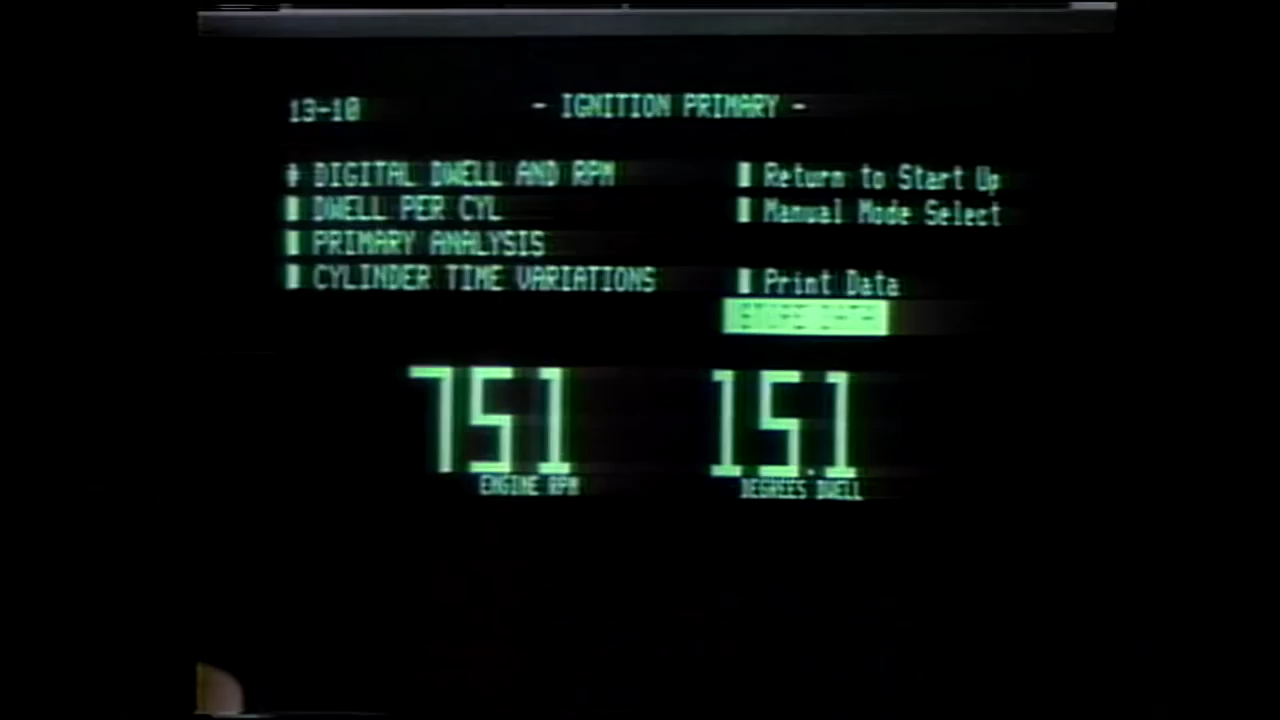 13-10 - IGNITION PRIMARY -
DIGITAL DWELL AND RPM
DWELL PER CYL
PRIMARY ANALYSIS
CYLINDER TIME VARIATIONS
Return to Start Up
Manual Mode Select
Print Data
751
ENGINE RPM
15.1
DEGREES DWELL